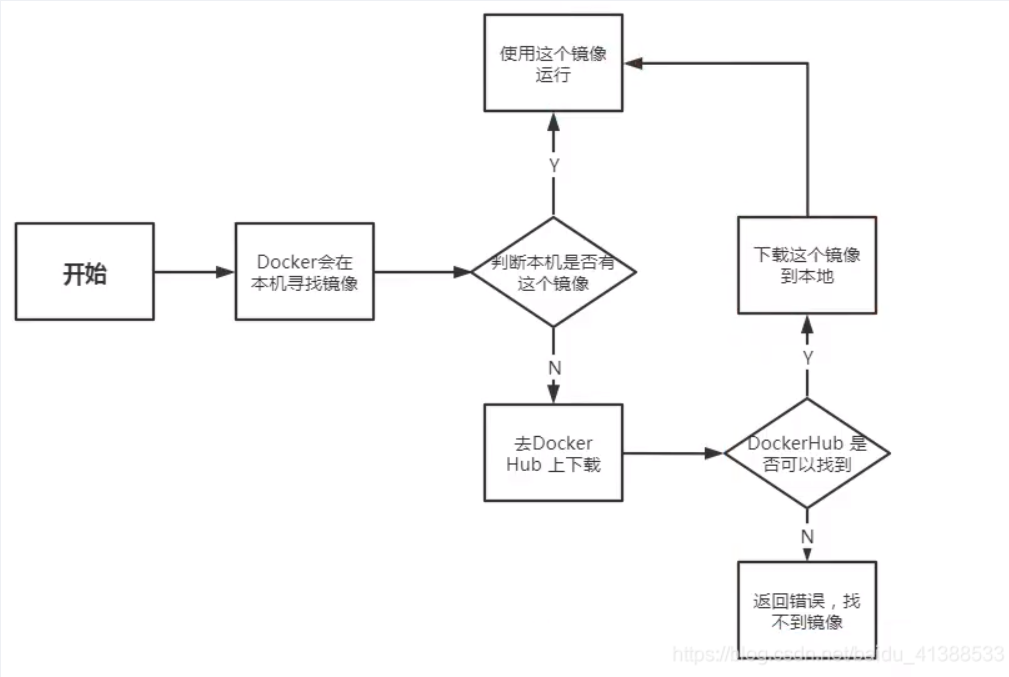 使用这个镜像
运行
Y
开始
Docker会在
本机寻找镜像
判断本机是否有
这个镜像
下载这个镜像
到本地
N
Y
去Docker
Hub 上下载
DockerHub 是
否可以找到
N
返回错误，找
不到镜像
https://blog.csdn.net/baidu_41388533